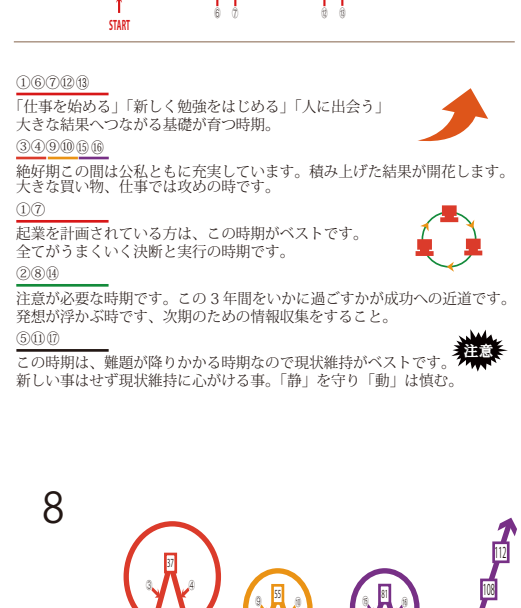 ⑥ ⑦ ⑫ ⑬
START
①⑥⑦⑫⑬
「仕事を始める」「新しく勉強をはじめる」「人に出会う」
大きな結果へつながる基礎が育つ時期。
③④⑨⑩⑮⑯
絶好期この間は公私ともに充実しています。積み上げた結果が開花します。
大きな買い物、仕事では攻めの時です。
①⑦
起業を計画されている方は、この時期がベストです。
全てがうまくいく決断と実行の時期です。
②⑧⑭
注意が必要な時期です。この3年間をいかに過ごすかが成功への近道です。
発想が浮かぶ時です、次期のための情報収集をすること。
⑤⑪⑰
この時期は、難題が降りかかる時期なので現状維持がベストです。
注意
新しい事はせず現状維持に心がける事。「静」を守り「動」は慎む。
8
112
37
③ ④
55
81
108
⑨ ⑩